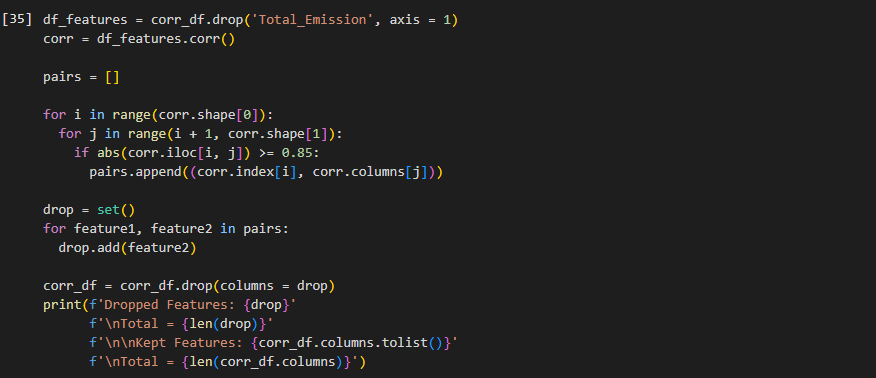 [35] df_features = corr_df.drop('Total_Emission', axis = 1)
corr = df_features.corr()
pairs = []
for i in range(corr.shape[0]):
for j in range(i + 1, corr.shape[1]):
if abs(corr.iloc[i, j]) >= 0.85:
pairs.append((corr.index[i], corr.columns[j]))
drop = set()
for feature1, feature2 in pairs:
drop.add(feature2)
corr_df = corr_df.drop(columns = drop)
print(f'Dropped Features: {drop}'
f'\nTotal = {len(drop)}'
f'\n\nKept Features: {corr_df.columns.tolist()}'
f'\nTotal = {len(corr_df.columns)}')